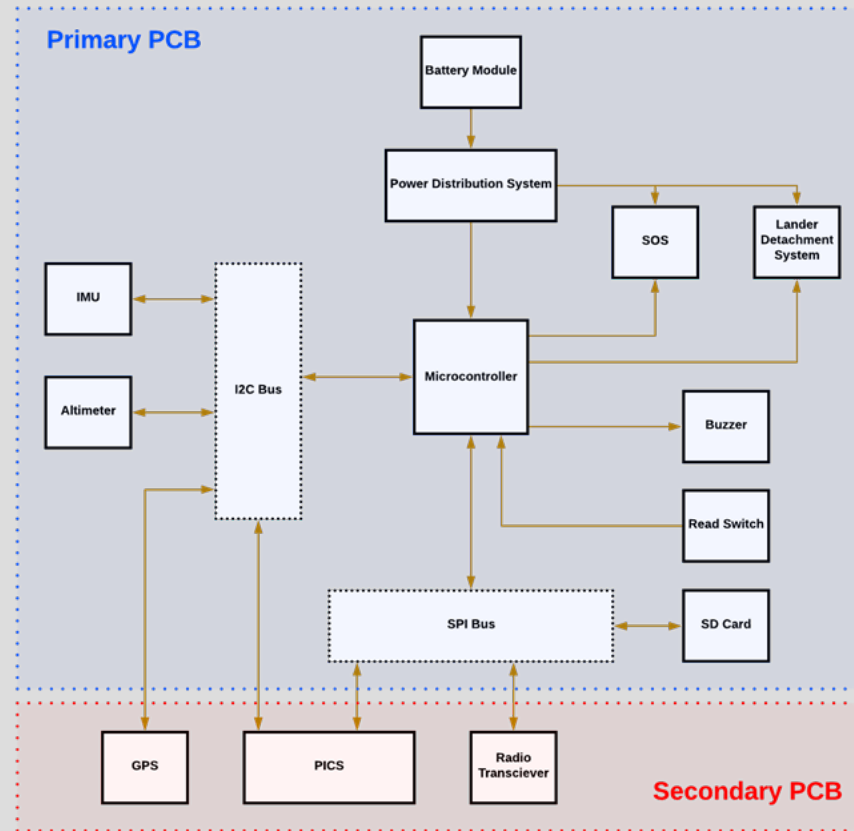 Primary PCB
Battery Module
Power Distribution System
SOS
Lander
Detachment
System
IMU
I2C Bus
Microcontroller
Altimeter
Buzzer
Read Switch
SPI Bus
SD Card
GPS
PICS
Radio
Transciever
Secondary PCB